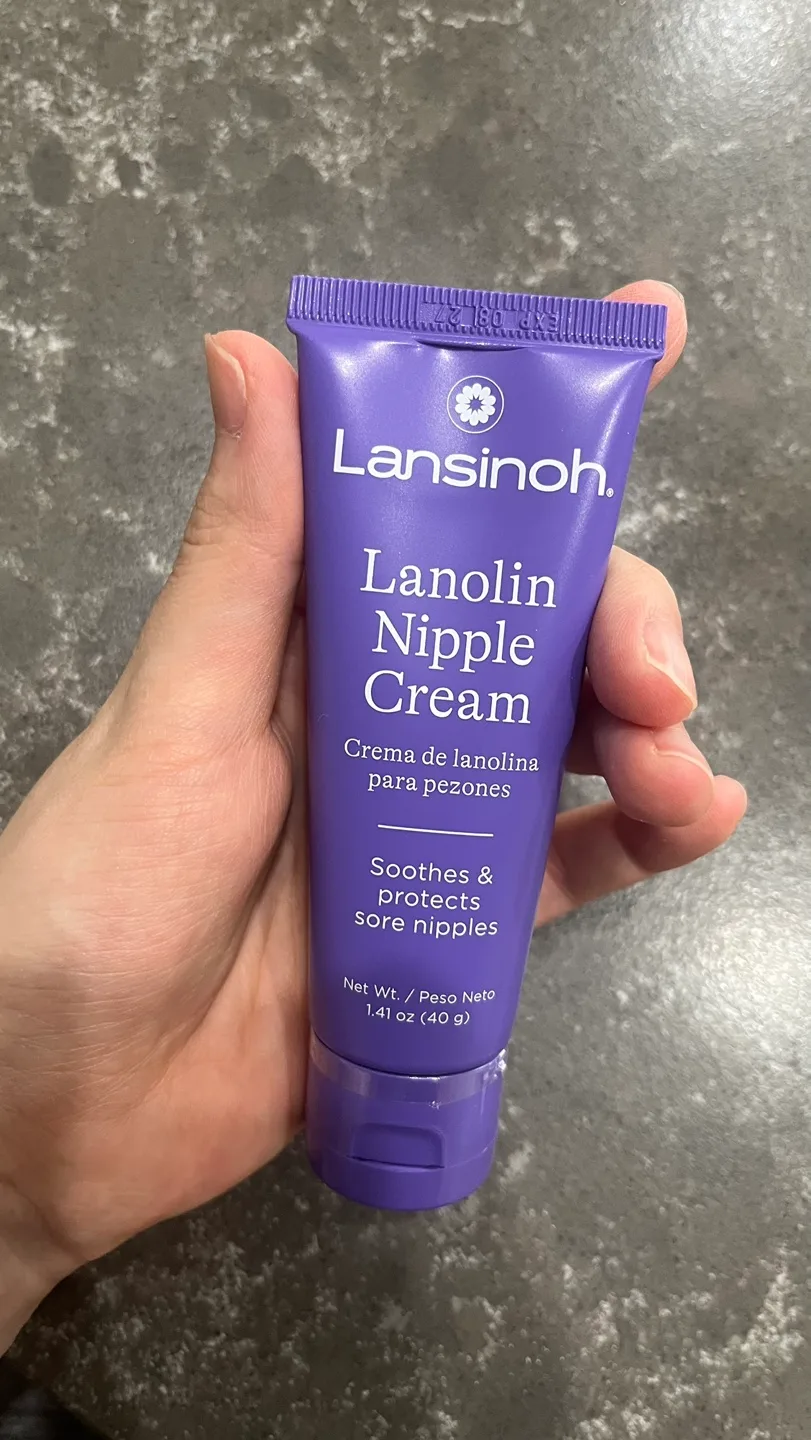 EXP 08 27
Lansinoh®
Lanolin
Nipple
Cream
Crema de lanolina
para pezones
Soothes &
protects
sore nipples
Net Wt. / Peso Neto
1.41 oz (40 g)